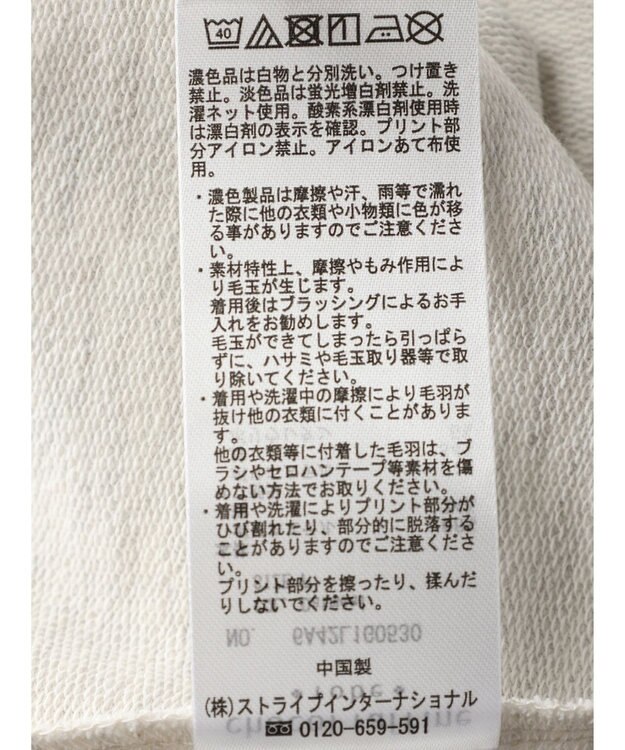 40
濃色品は白物と分別洗い。つけ置き
禁止。淡色品は蛍光増白剤禁止。洗
濯ネット使用。酸素系漂白剤使用時
は漂白剤の表示を確認。プリント部
分アイロン禁止。アイロンあて布使
用。
・濃色製品は摩擦や汗、雨等で濡れ
た際に他の衣類や小物類に色が移
る事がありますのでご注意くださ
い。
・素材特性上、摩擦やもみ作用によ
り毛玉が生じます。
着用後はブラッシングによるお手
入れをお勧めします。
毛玉ができてしまったら引っぱら
ずに、ハサミや毛玉取り器等で取
り除いてください。
・着用や洗濯中の摩擦により毛羽が
抜け他の衣類に付くことがありま
す。
他の衣類等に付着した毛羽は、ブ
ラシやセロハンテープ等素材を傷
めない方法でお取りください。
・着用や洗濯によりプリント部分が
ひび割れたり、部分的に脱落する
ことがありますのでご注意くださ
い。
プリント部分を擦ったり、揉んだ
りしないでください。
NO. 6A42L1G0530
中国製
(株)ストライプインターナショナル
0120-659-591